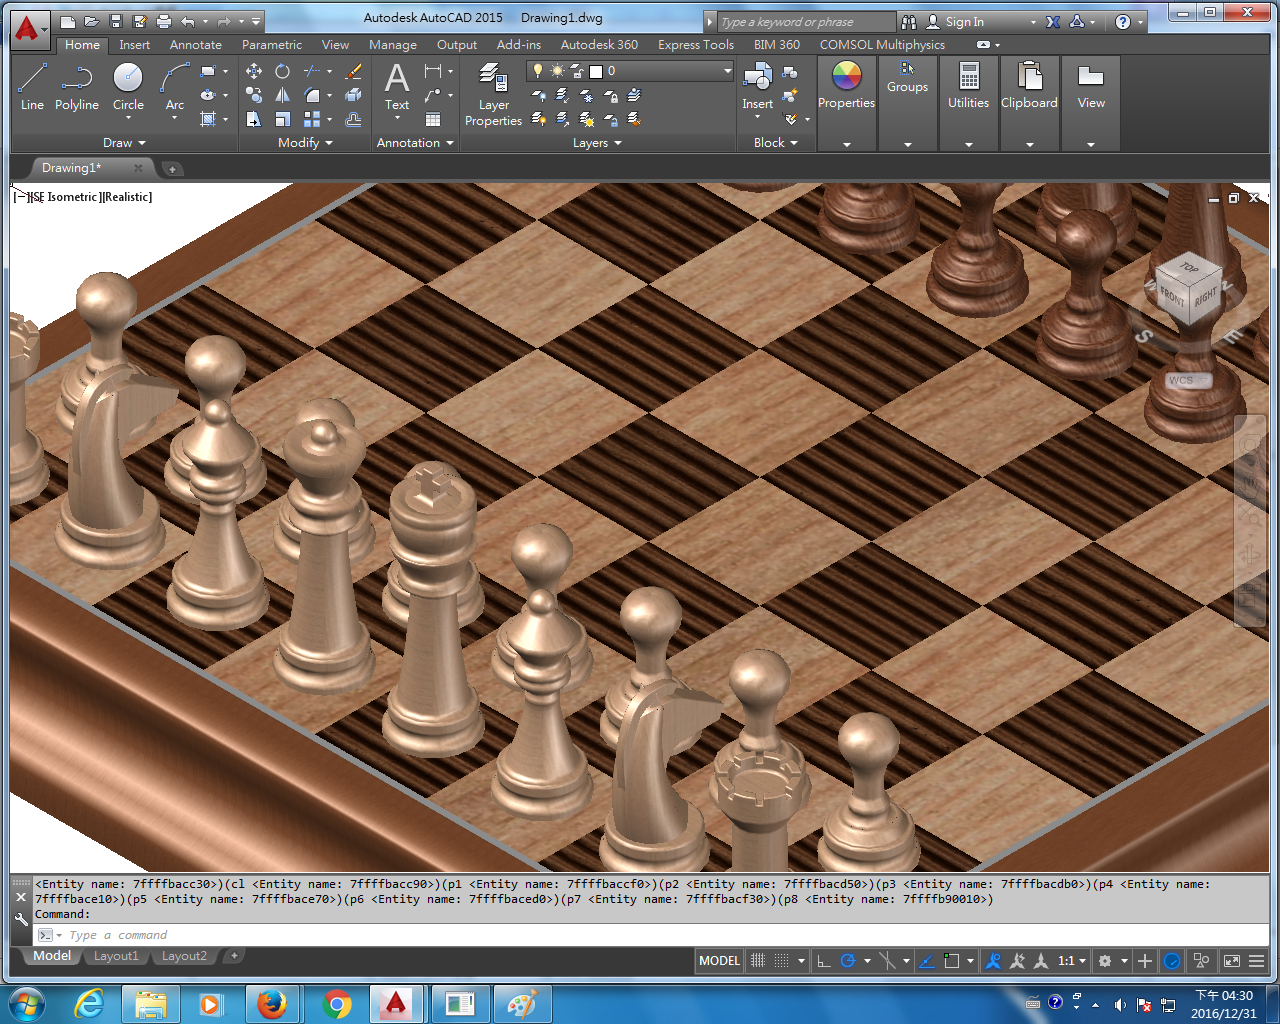 Autodesk AutoCAD 2015 Drawing1.dwg
Type a keyword or phrase
Sign In
Home Insert Annotate Parametric View Manage Output Add-ins Autodesk 360 Express Tools BIM 360 COMSOL Multiphysics
0
Line Polyline Circle Arc
Text
Layer
Properties
Insert
Properties
Groups
Utilities
Clipboard
View
Draw
Modify
Annotation
Layers
Block
Drawing1*
[−][SE Isometric][Realistic]
TOP
FRONT
RIGHT
W
N
S
E
WCS
<Entity name: 7ffffbacc30>)(cl <Entity name: 7ffffbacc90>)(p1 <Entity name: 7ffffbaccf0>)(p2 <Entity name: 7ffffbacd50>)(p3 <Entity name: 7ffffbacdb0>)(p4 <Entity name:
7ffffbace10>)(p5 <Entity name: 7ffffbace70>)(p6 <Entity name: 7ffffbaced0>)(p7 <Entity name: 7ffffbacf30>)(p8 <Entity name: 7ffffb90010>)
Command:
Type a command
Model Layout1 Layout2
MODEL
1:1
下午 04:30
2016/12/31